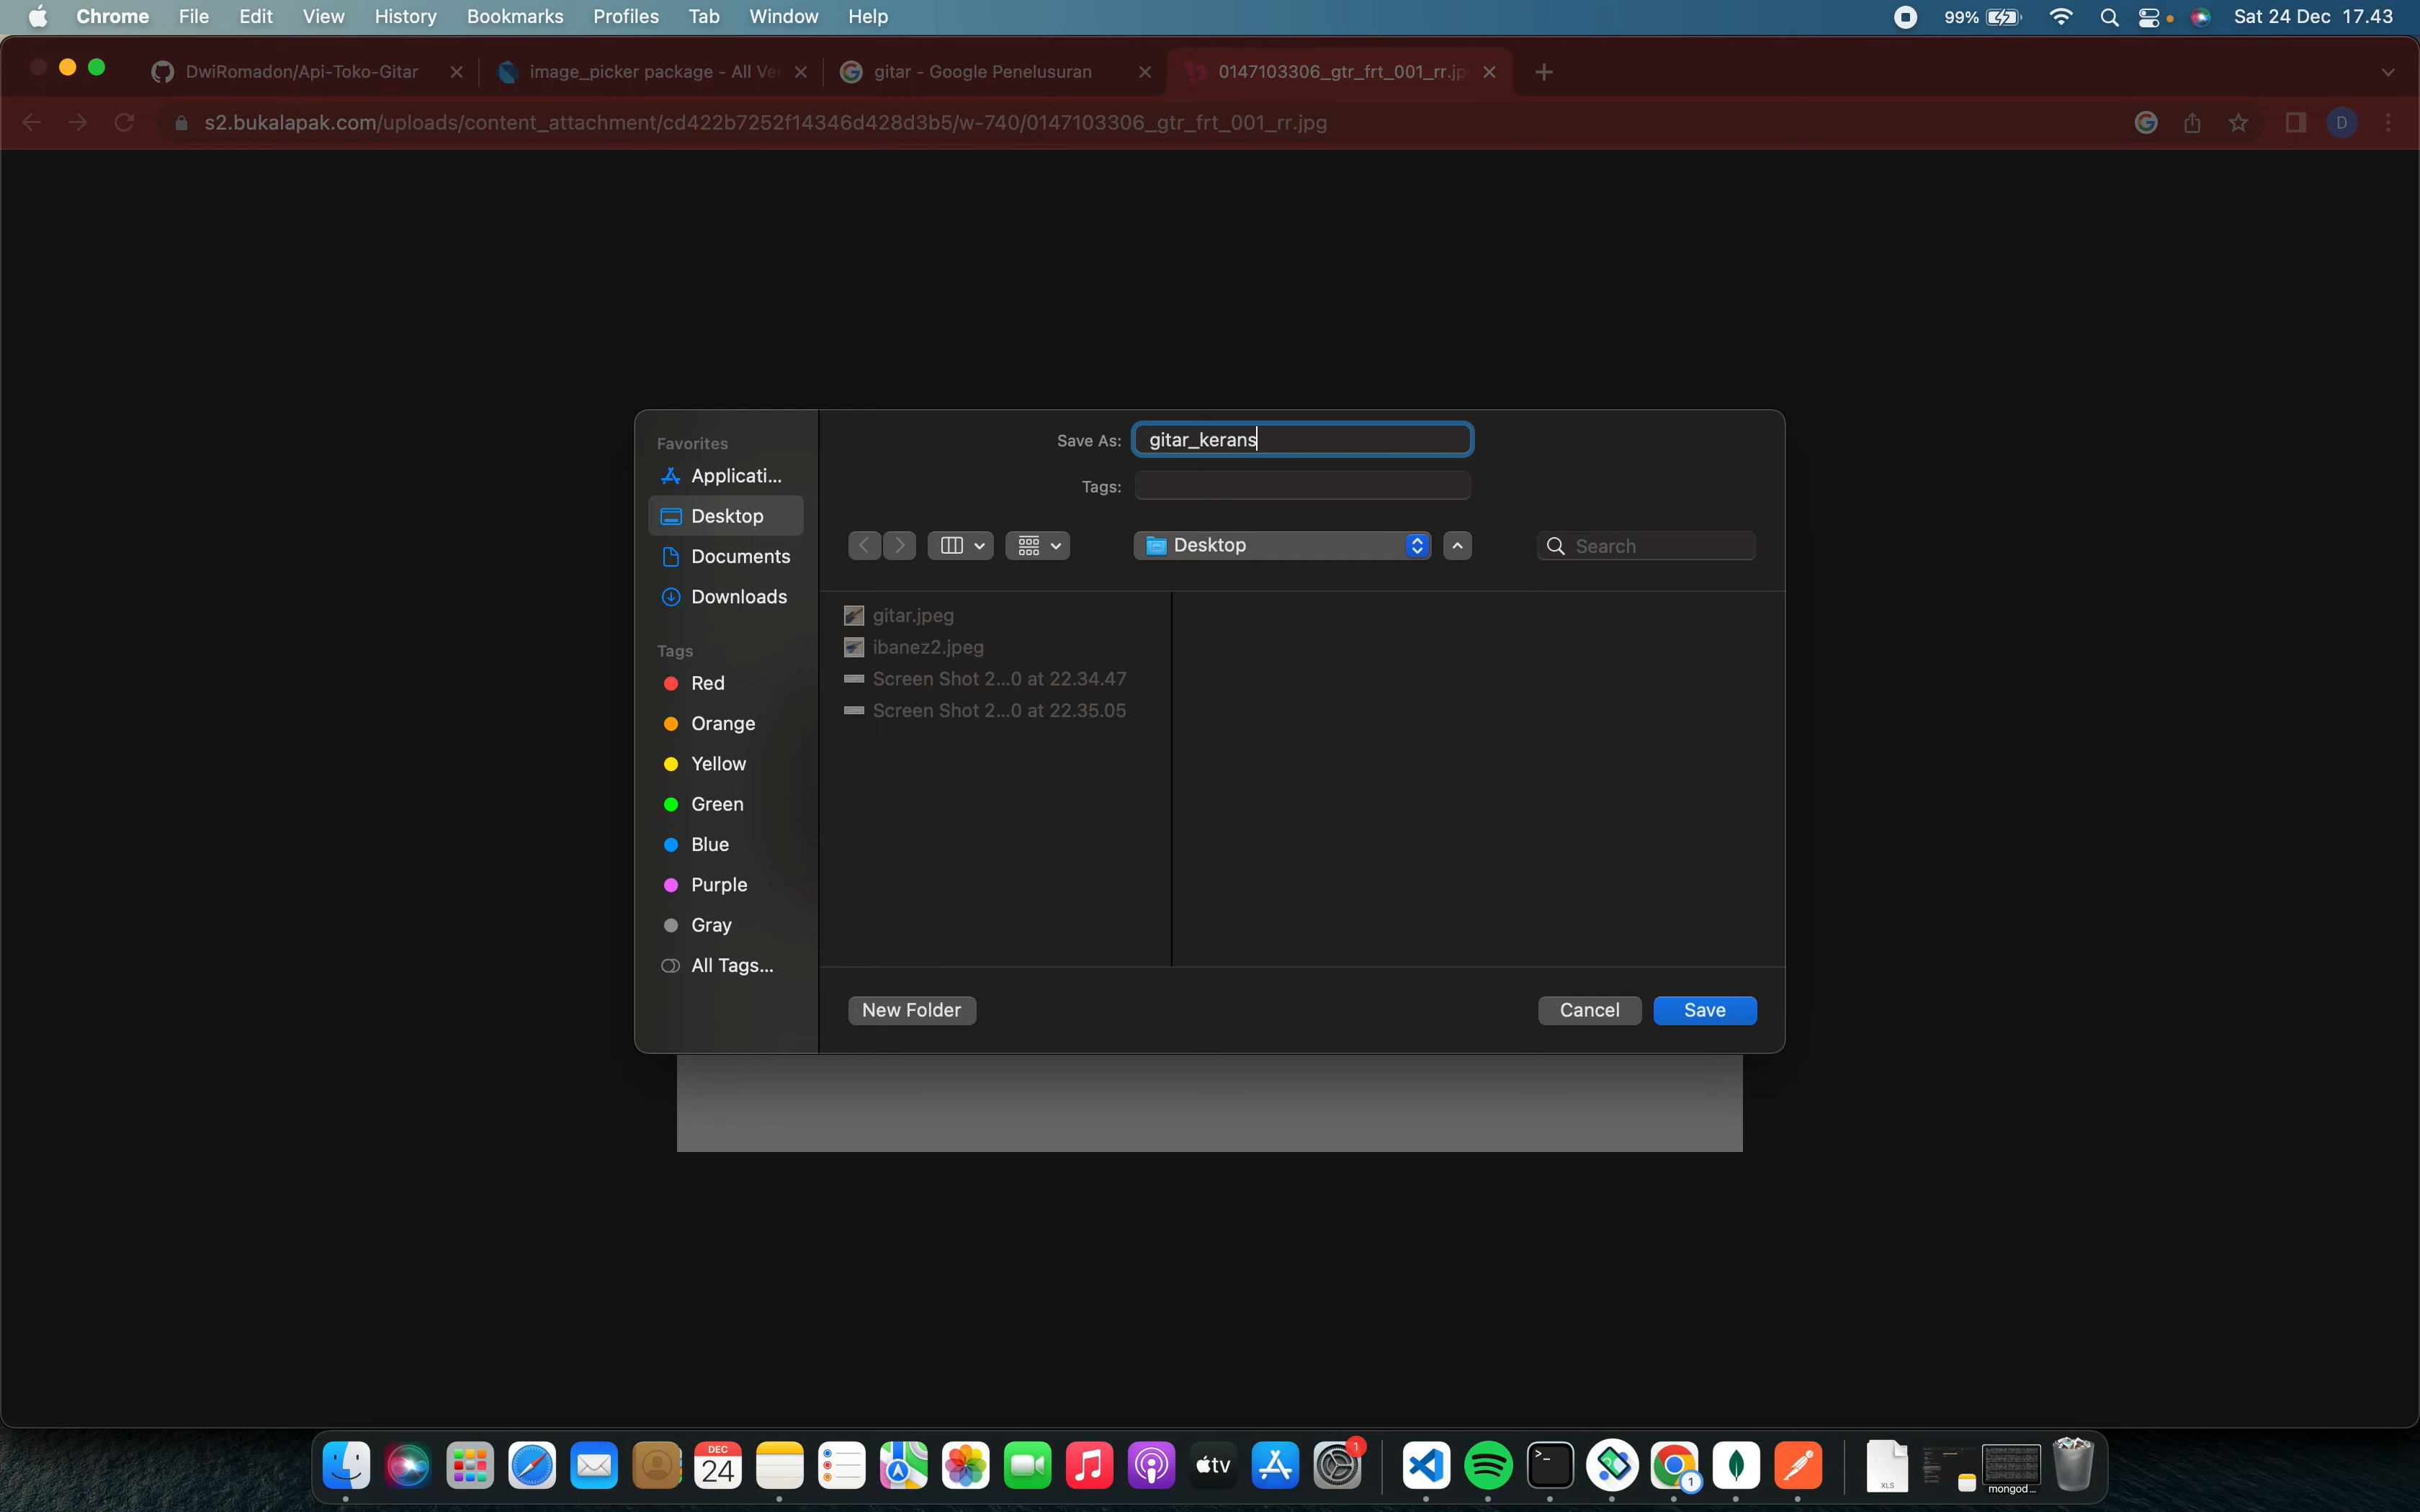 Chrome File Edit View History Bookmarks Profiles Tab Window Help 99% Sat 24 Dec 17.43
DwiRomadon/Api-Toko-Gitar image_picker package - All Ver gitar - Google Penelusuran 0147103306_gtr_frt_001_rr.jp
s2.bukalapak.com/uploads/content_attachment/cd422b7252f14346d428d3b5/w-740/0147103306_gtr_frt_001_rr.jpg D
Save As: gitar_kerans
Tags:
Favorites
Applicati...
Desktop
Documents
Downloads
Tags
Red
Orange
Yellow
Green
Blue
Purple
Gray
All Tags...
Desktop Search
gitar.jpeg
ibanez2.jpeg
Screen Shot 2...0 at 22.34.47
Screen Shot 2...0 at 22.35.05
New Folder Cancel Save
DEC
24
tv
1
>_
1
XLS
mongod...